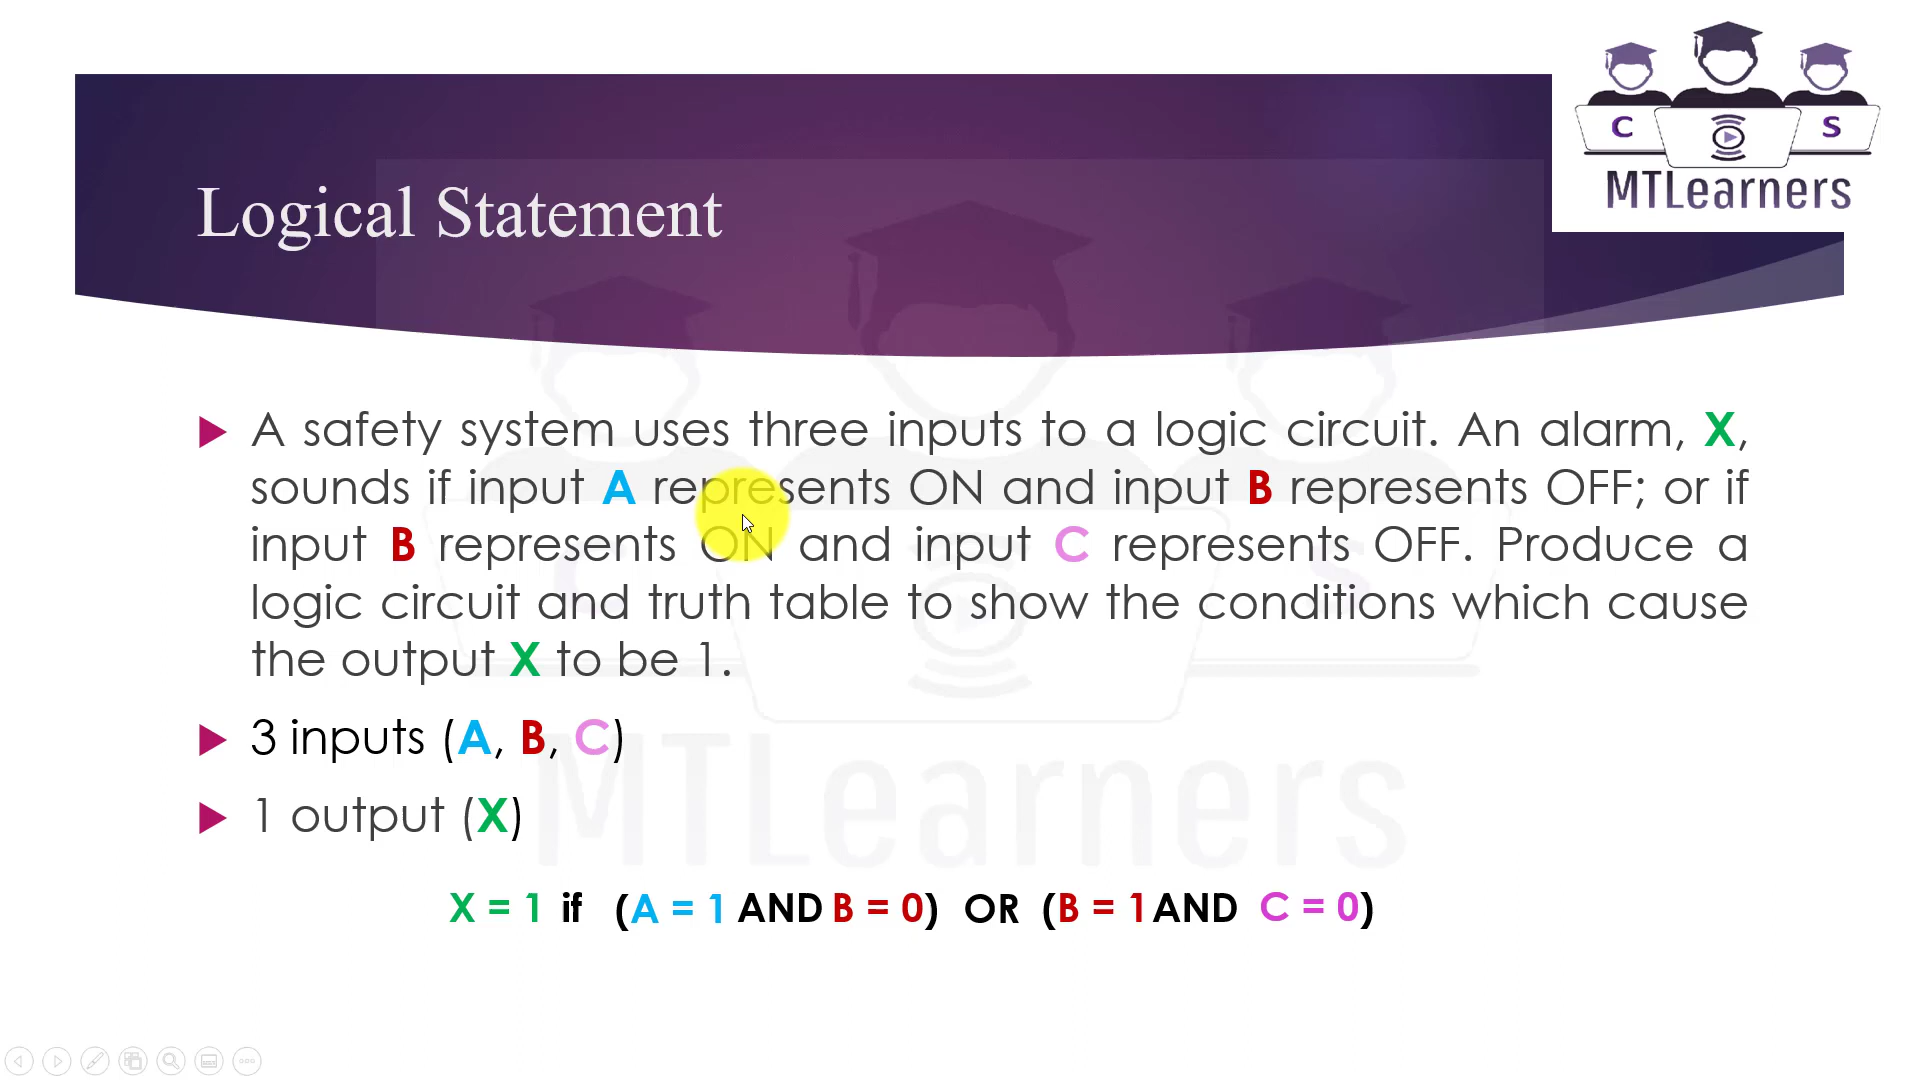 C
S
MTLearners
Logical Statement
A safety system uses three inputs to a logic circuit. An alarm, X,
sounds if input A represents ON and input B represents OFF; or if
input B represents ON and input C represents OFF. Produce a
logic circuit and truth table to show the conditions which cause
the output X to be 1.
3 inputs (A, B, C)
1 output (X)
MTLearners
X = 1 if (A = 1 AND B = 0) OR (B = 1 AND C = 0)